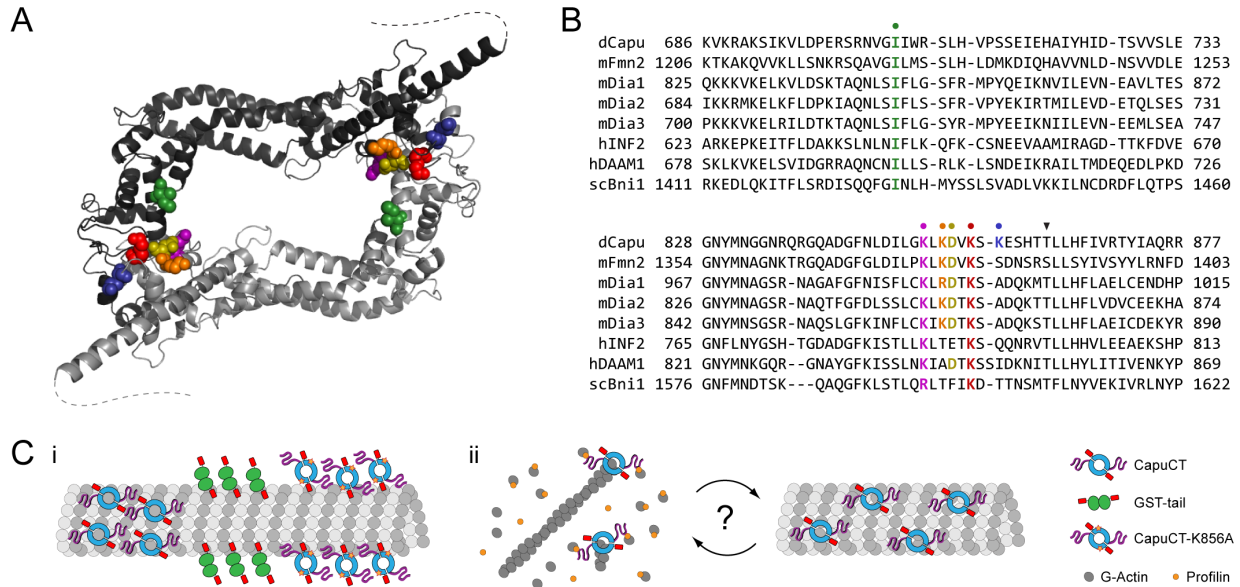 A
B
dCapu 686 KVKRAKSIKVLDPERSRNVGIIWR-SLH-VPSSEIEHAIYHID-TSVVSLE 733
mFmn2 1206 KTKAKQVVKLLSNKRSQAVGILMS-SLH-LDMKDIQHAVVNLD-NSVVDLE 1253
mDia1 825 QKKVKVELRVLDSKTAQNLSIFLG-SFR-MPYQEIKNVILEVN-EAVLTES 872
mDia2 684 IKKRMKELKFLDPKIAQNLSIFLS-SFR-VPYEKIRTMILEVD-ETQLSES 731
mDia3 700 PKKKVKELRILDTKTAQNLSIFLG-SYR-MPYEEIKNIILEVN-EEMLSEA 747
hINF2 623 ARKEPKEITFLDAKKSLNLNIFLK-QFK-CSNEEVAAMIRAGD-TTKFDVE 670
hDAAM1 678 SKLKVKELSVIDGRRAQNCNILLS-RLK-LSNDEIKRAILTMDEQEDLPKD 726
scBni1 1411 RKEDLQKITFLSRDISQQFGINLHMYSSLSVADLVKKILNCDRDFLQTPS 1460
dCapu 828 GNYMNGGNRQRGQADGFNLDILGKLKDVKS-KESHTTLLHFIVRTYIAQRR 877
mFmn2 1354 GNYMNAGNKTRGQADGFGLDILPKLKDVKS-SDNSRSLLSYIVSYYLRNFD 1403
mDia1 967 GNYMNAGSR-NAGAFGFNISFLCKLKDTKS-ADQKMTLLHFLAELCENDHP 1015
mDia2 826 GNYMNAGSR-NAQTFGFDLSSLCKLKDTKS-ADQKTTLLHFLVDVCEEKHA 874
mDia3 842 GNYMNSGSR-NAQSLGFKINFLCKIKDTKS-ADQKSTLLHFLAEICDEKYR 890
hINF2 765 GNFLNYGSH-TGDADGFKISTLLKLTETKS-QQNRVTLLHHVLEEAEKSHP 813
hDAAM1 821 GNYMNKGQR--GNAYGFKISSLNKIADTKSSIDKNITLLHYLITIVENKYP 869
scBni1 1576 GNFMNDTSK---QAQGFKLSTLQRLTFIKD-TTNSMTFLNYVEKIVRLNYP 1622
C i
ii
?
CapuCT
GST-tail
CapuCT-K856A
G-Actin
Profilin